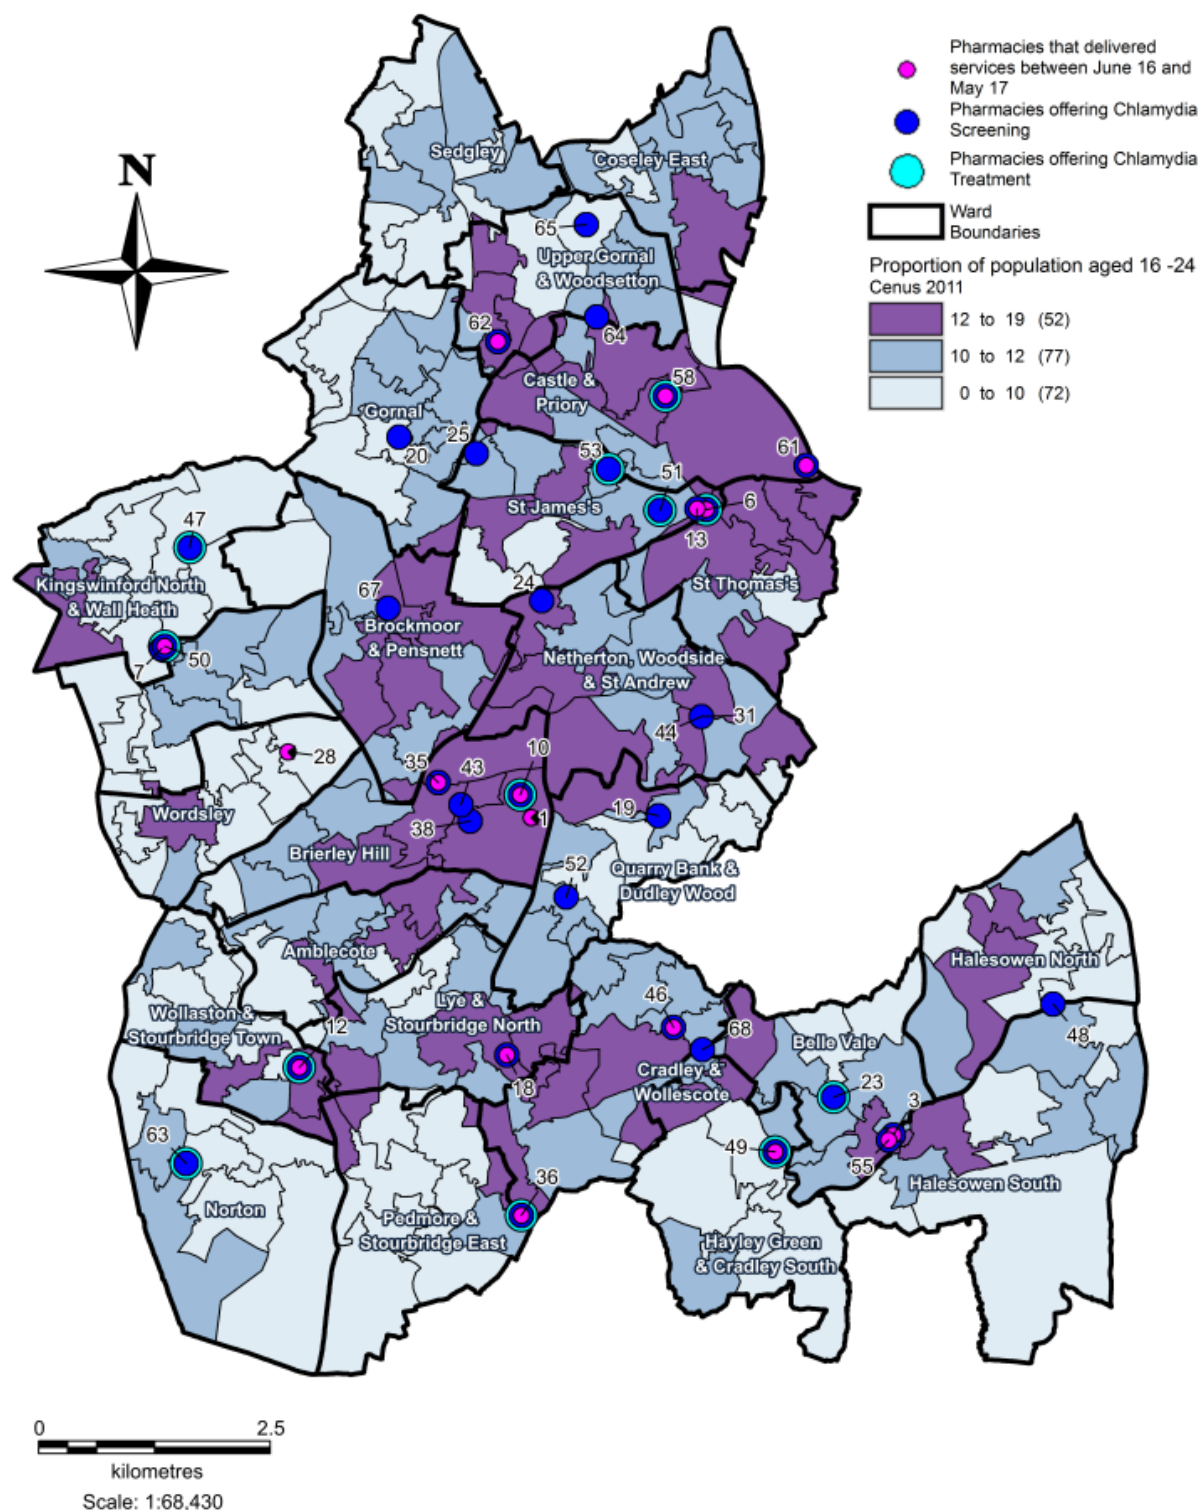 Pharmacies that delivered
services between June 16 and
May 17
Pharmacies offering Chlamydia
Screening
Pharmacies offering Chlamydia
Treatment
Ward
Boundaries
Proportion of population aged 16 -24
Cenus 2011
12 to 19 (52)
10 to 12 (77)
0 to 10 (72)
N
Sedgley
Coseley East
65
Upper Gornal
& Woodsetton
62
64
Castle &
Priory
58
Gornal
20
25
53
51
61
St James's
6
13
47
Kingswinford North
& Wall Heath
24
St Thomas's
67
Brockmoor
& Pensnett
7
50
Netherton, Woodside
& St Andrew
44
31
28
35
43
10
Wordsley
38
1
19
Brierley Hill
52
Quarry Bank &
Dudley Wood
Amblecote
Halesowen North
Wollaston &
Stourbridge Town
12
Lye &
Stourbridge North
46
68
48
Belle Vale
18
Cradley &
Wollescote
23
3
63
49
55
36
Halesowen South
Norton
Pedmore &
Stourbridge East
Hayley Green
& Cradley South
0 2.5
kilometres
Scale: 1:68,430